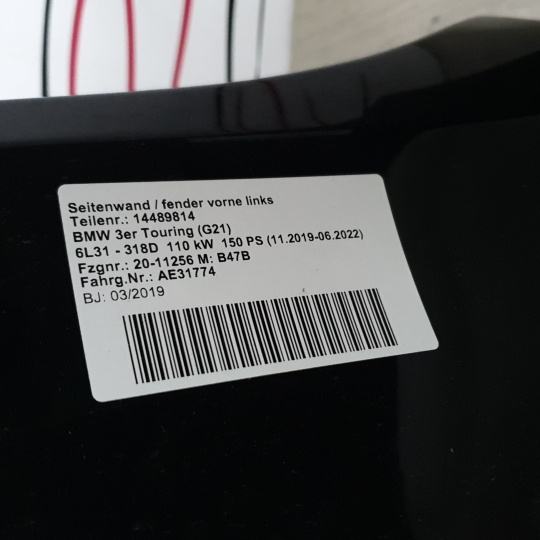 Seitenwand / fender vorne links
Teilenr.: 14489814
BMW 3er Touring (G21)
6L31 - 318D 110 kW 150 PS (11.2019-06.2022)
Fzgnr.: 20-11256 M: B47B
Fahrg.Nr.: AE31774
BJ: 03/2019